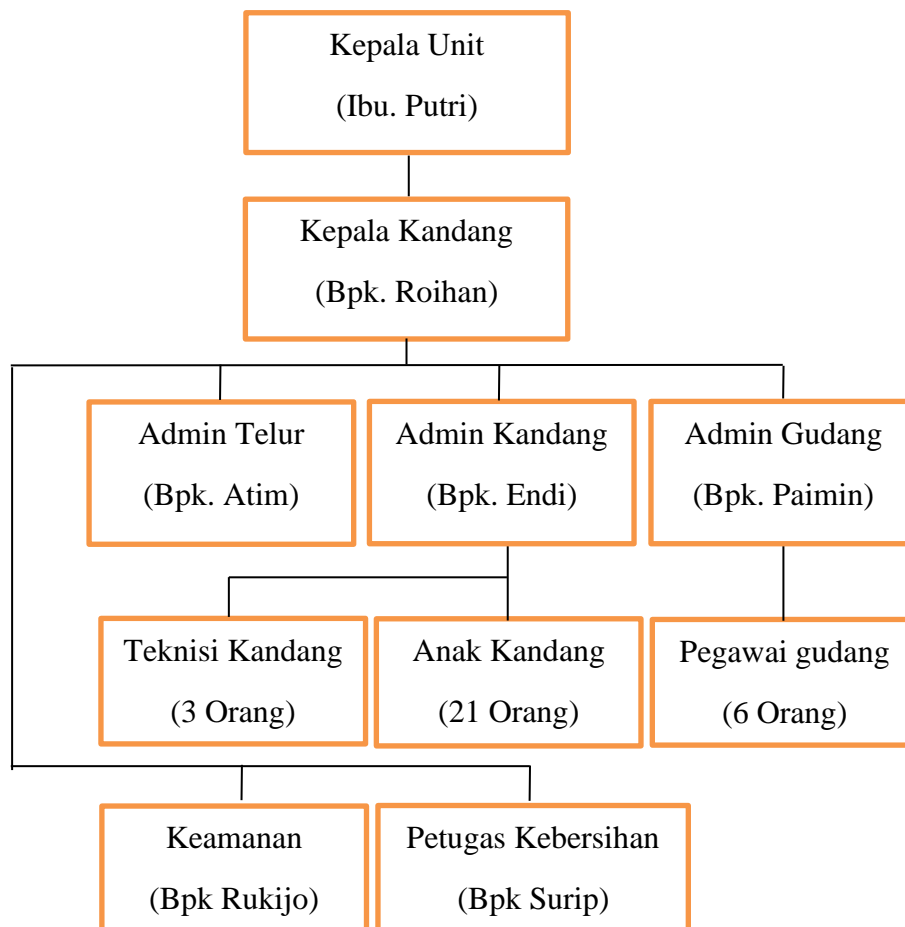 Kepala Unit
(Ibu. Putri)
Kepala Kandang
(Bpk. Roihan)
Admin Telur
(Bpk. Atim)
Admin Kandang
(Bpk. Endi)
Admin Gudang
(Bpk. Paimin)
Teknisi Kandang
(3 Orang)
Anak Kandang
(21 Orang)
Pegawai gudang
(6 Orang)
Keamanan
(Bpk Rukijo)
Petugas Kebersihan
(Bpk Surip)